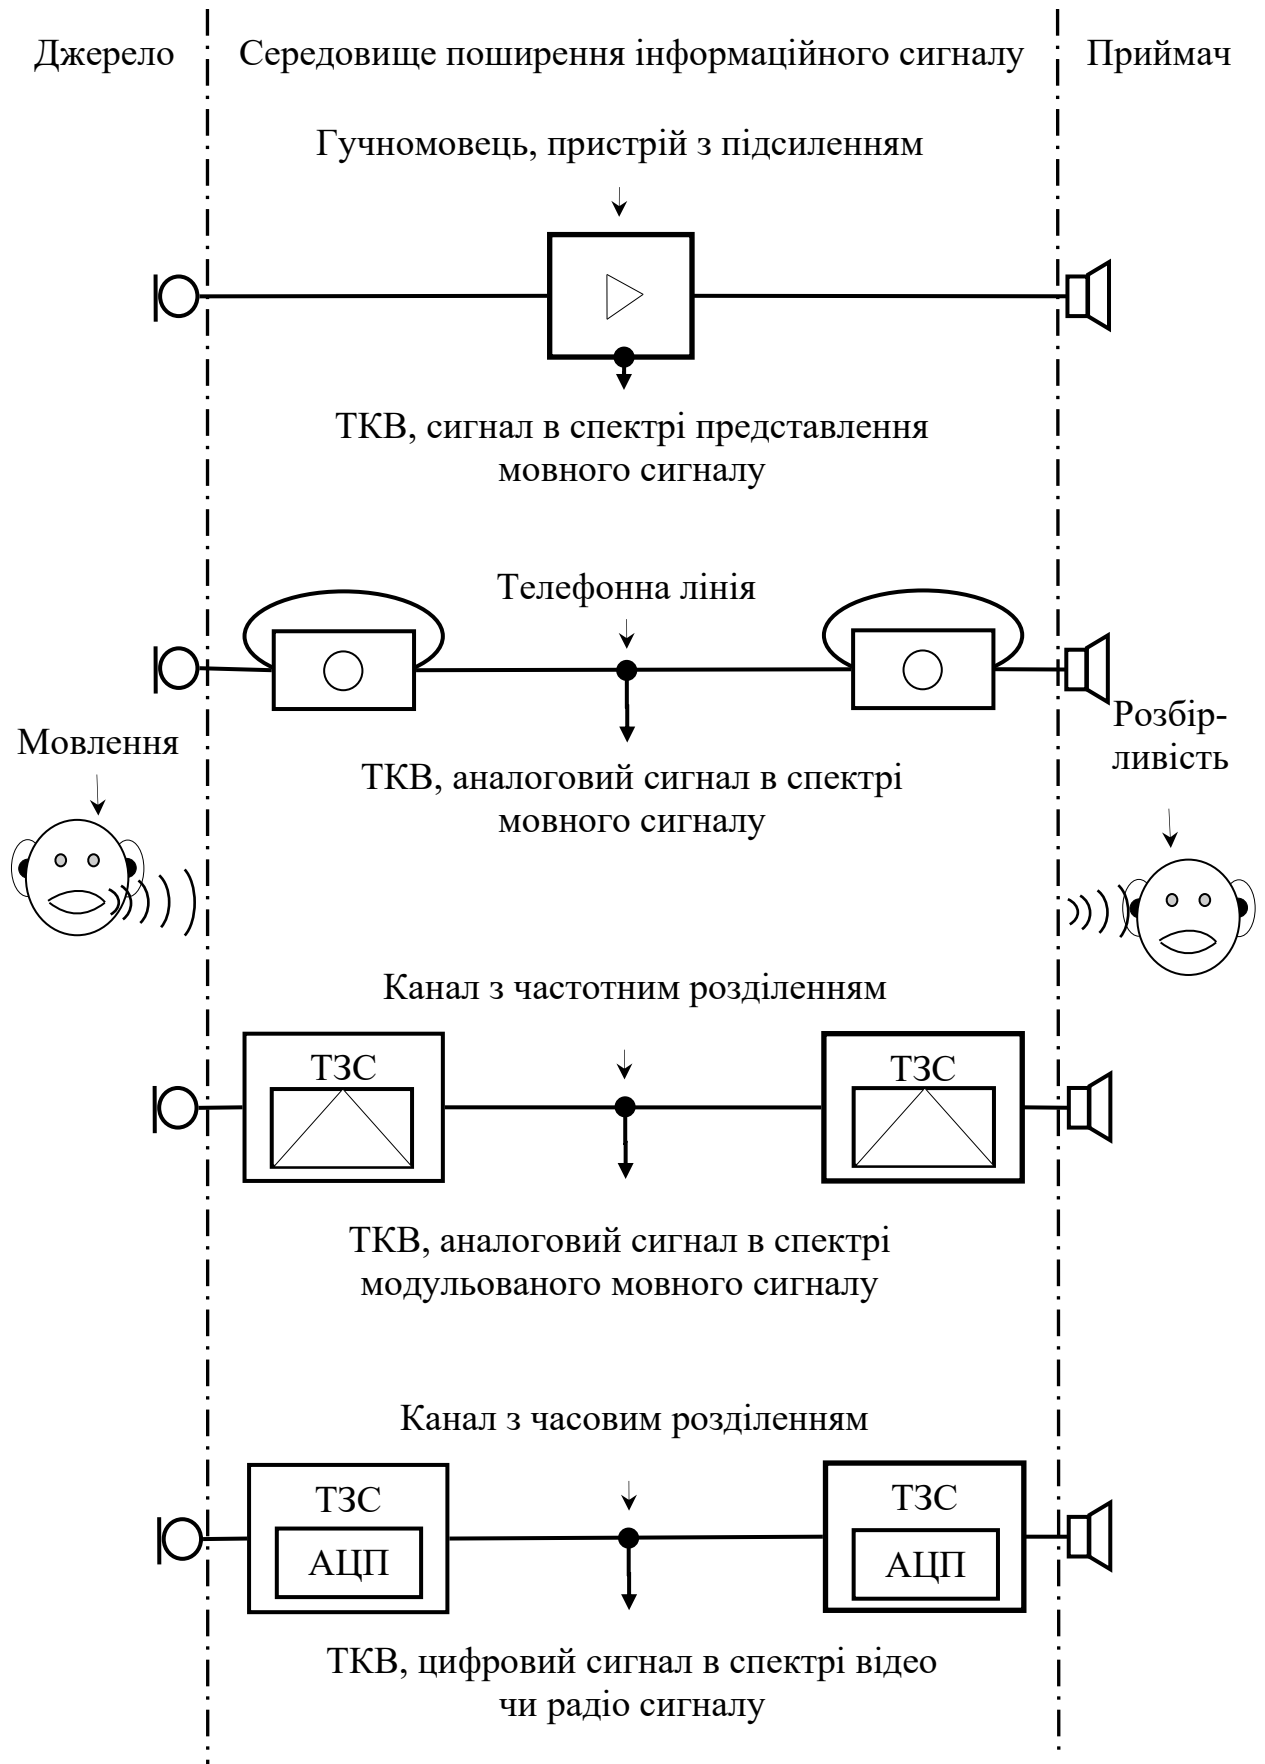 Джерело
Середовище поширення інформаційного сигналу
Приймач
Гучномовець, пристрій з підсиленням
ТКВ, сигнал в спектрі представлення
мовного сигналу
Телефонна лінія
ТКВ, аналоговий сигнал в спектрі
мовного сигналу
Мовлення
Розбір-
ливість
Канал з частотним розділенням
ТЗС
ТЗС
ТКВ, аналоговий сигнал в спектрі
модульованого мовного сигналу
Канал з часовим розділенням
ТЗС
АЦП
ТЗС
АЦП
ТКВ, цифровий сигнал в спектрі відео
чи радіо сигналу